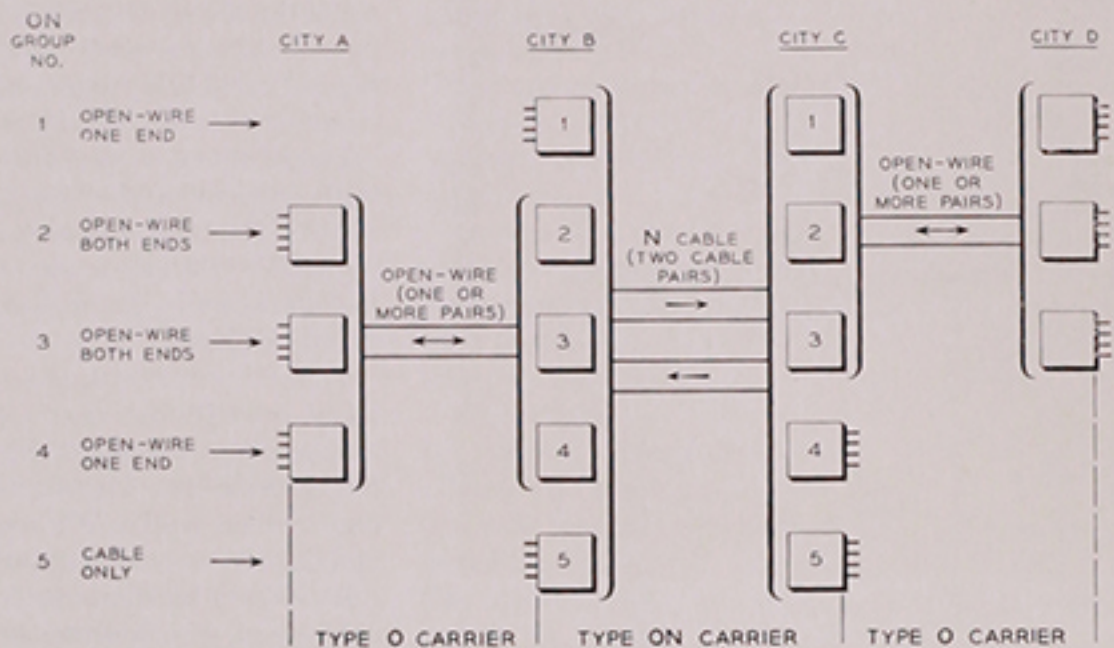 ON
GROUP
NO.
CITY A
CITY B
CITY C
CITY D
1
OPEN-WIRE
ONE END
1
1
OPEN-WIRE
(ONE OR
MORE PAIRS)
2
OPEN-WIRE
BOTH ENDS
2
N CABLE
(TWO CABLE
PAIRS)
2
OPEN-WIRE
(ONE OR
MORE PAIRS)
3
OPEN-WIRE
BOTH ENDS
3
3
4
OPEN-WIRE
ONE END
4
4
5
CABLE
ONLY
5
5
TYPE O CARRIER
TYPE ON CARRIER
TYPE O CARRIER